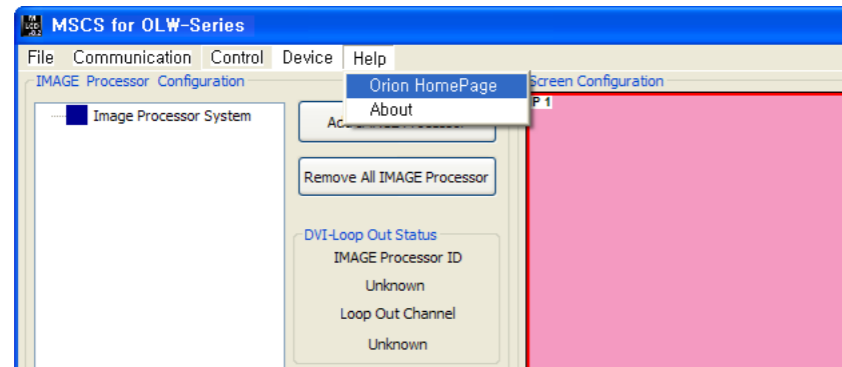 MSCS for OLW-Series
File Communication Control Device Help
IMAGE Processor Configuration
Screen Configuration
Orion HomePage
About
P 1
Image Processor System
Remove All IMAGE Processor
DVI-Loop Out Status
IMAGE Processor ID
Unknown
Loop Out Channel
Unknown